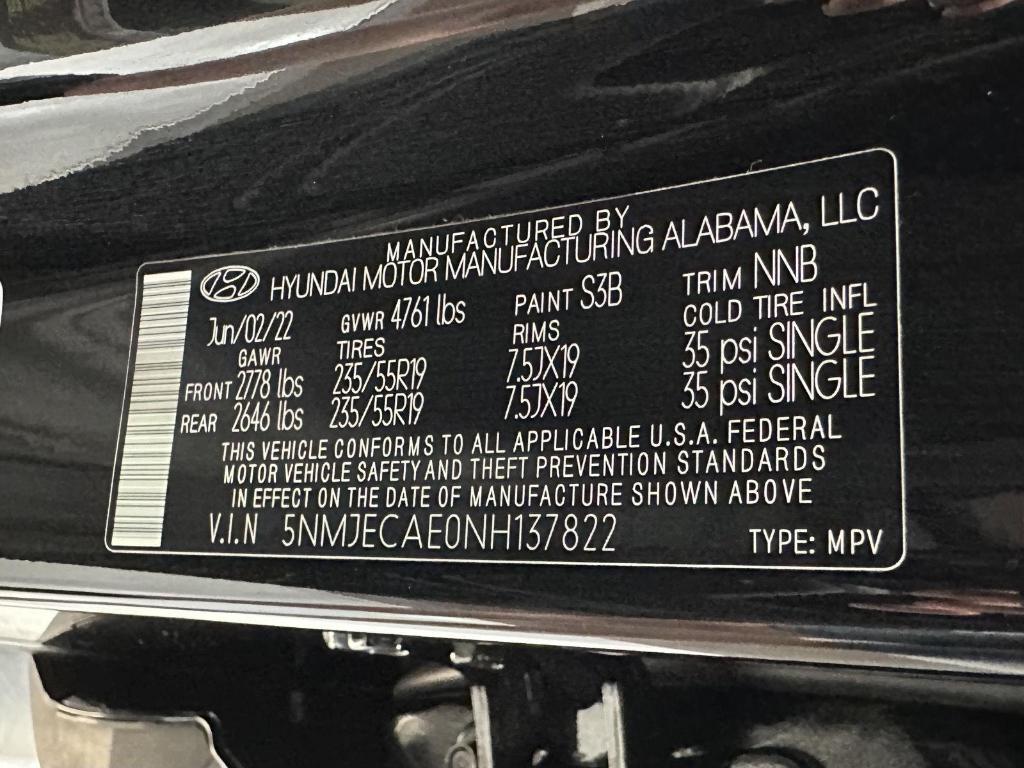 MANUFACTURED BY
HYUNDAI MOTOR MANUFACTURING ALABAMA, LLC
Jun/02/22 GVWR 4761 lbs PAINT S3B TRIM NNB
GAWR TIRES RIMS COLD TIRE INFL
FRONT 2778 lbs 235/55R19 7.5JX19 35 psi SINGLE
REAR 2646 lbs 235/55R19 7.5JX19 35 psi SINGLE
THIS VEHICLE CONFORMS TO ALL APPLICABLE U.S.A. FEDERAL
MOTOR VEHICLE SAFETY AND THEFT PREVENTION STANDARDS
IN EFFECT ON THE DATE OF MANUFACTURE SHOWN ABOVE
V.I.N 5NMJECAE0NH137822 TYPE: MPV